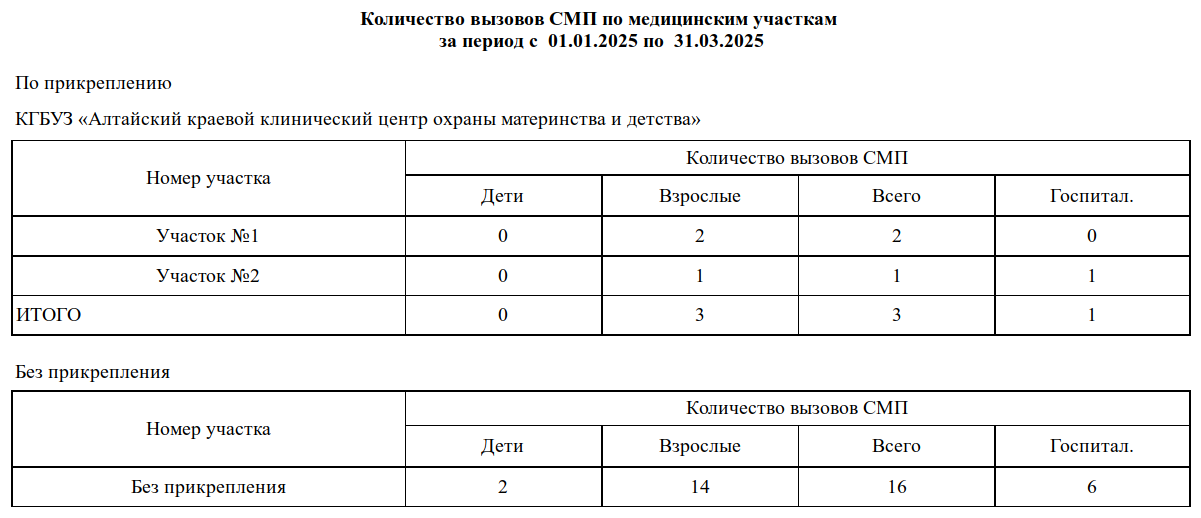 Количество вызовов СМП по медицинским участкам
за период с 01.01.2025 по 31.03.2025
По прикреплению
КГБУЗ «Алтайский краевой клинический центр охраны материнства и детства»
Номер участка Количество вызовов СМП
Дети Взрослые Всего Госпитал.
Участок №1 0 2 2 0
Участок №2 0 1 1 1
ИТОГО 0 3 3 1
Без прикрепления
Номер участка Количество вызовов СМП
Дети Взрослые Всего Госпитал.
Без прикрепления 2 14 16 6